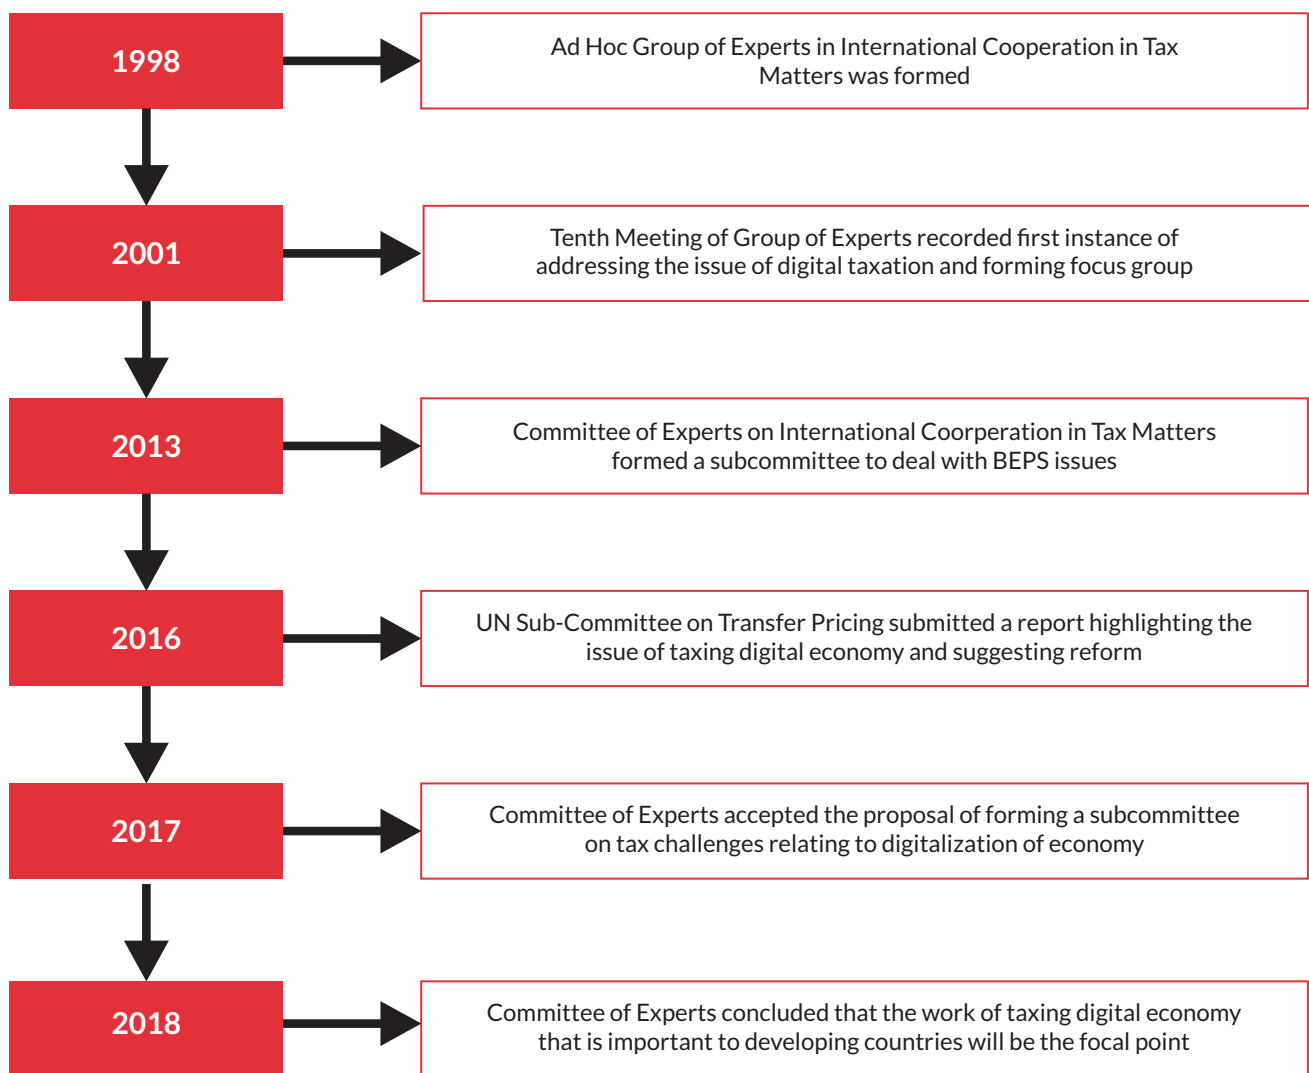 1998
Ad Hoc Group of Experts in International Cooperation in Tax
Matters was formed
2001
Tenth Meeting of Group of Experts recorded first instance of
addressing the issue of digital taxation and forming focus group
2013
Committee of Experts on International Coorperation in Tax Matters
formed a subcommittee to deal with BEPS issues
2016
UN Sub-Committee on Transfer Pricing submitted a report highlighting the
issue of taxing digital economy and suggesting reform
2017
Committee of Experts accepted the proposal of forming a subcommittee
on tax challenges relating to digitalization of economy
2018
Committee of Experts concluded that the work of taxing digital economy
that is important to developing countries will be the focal point